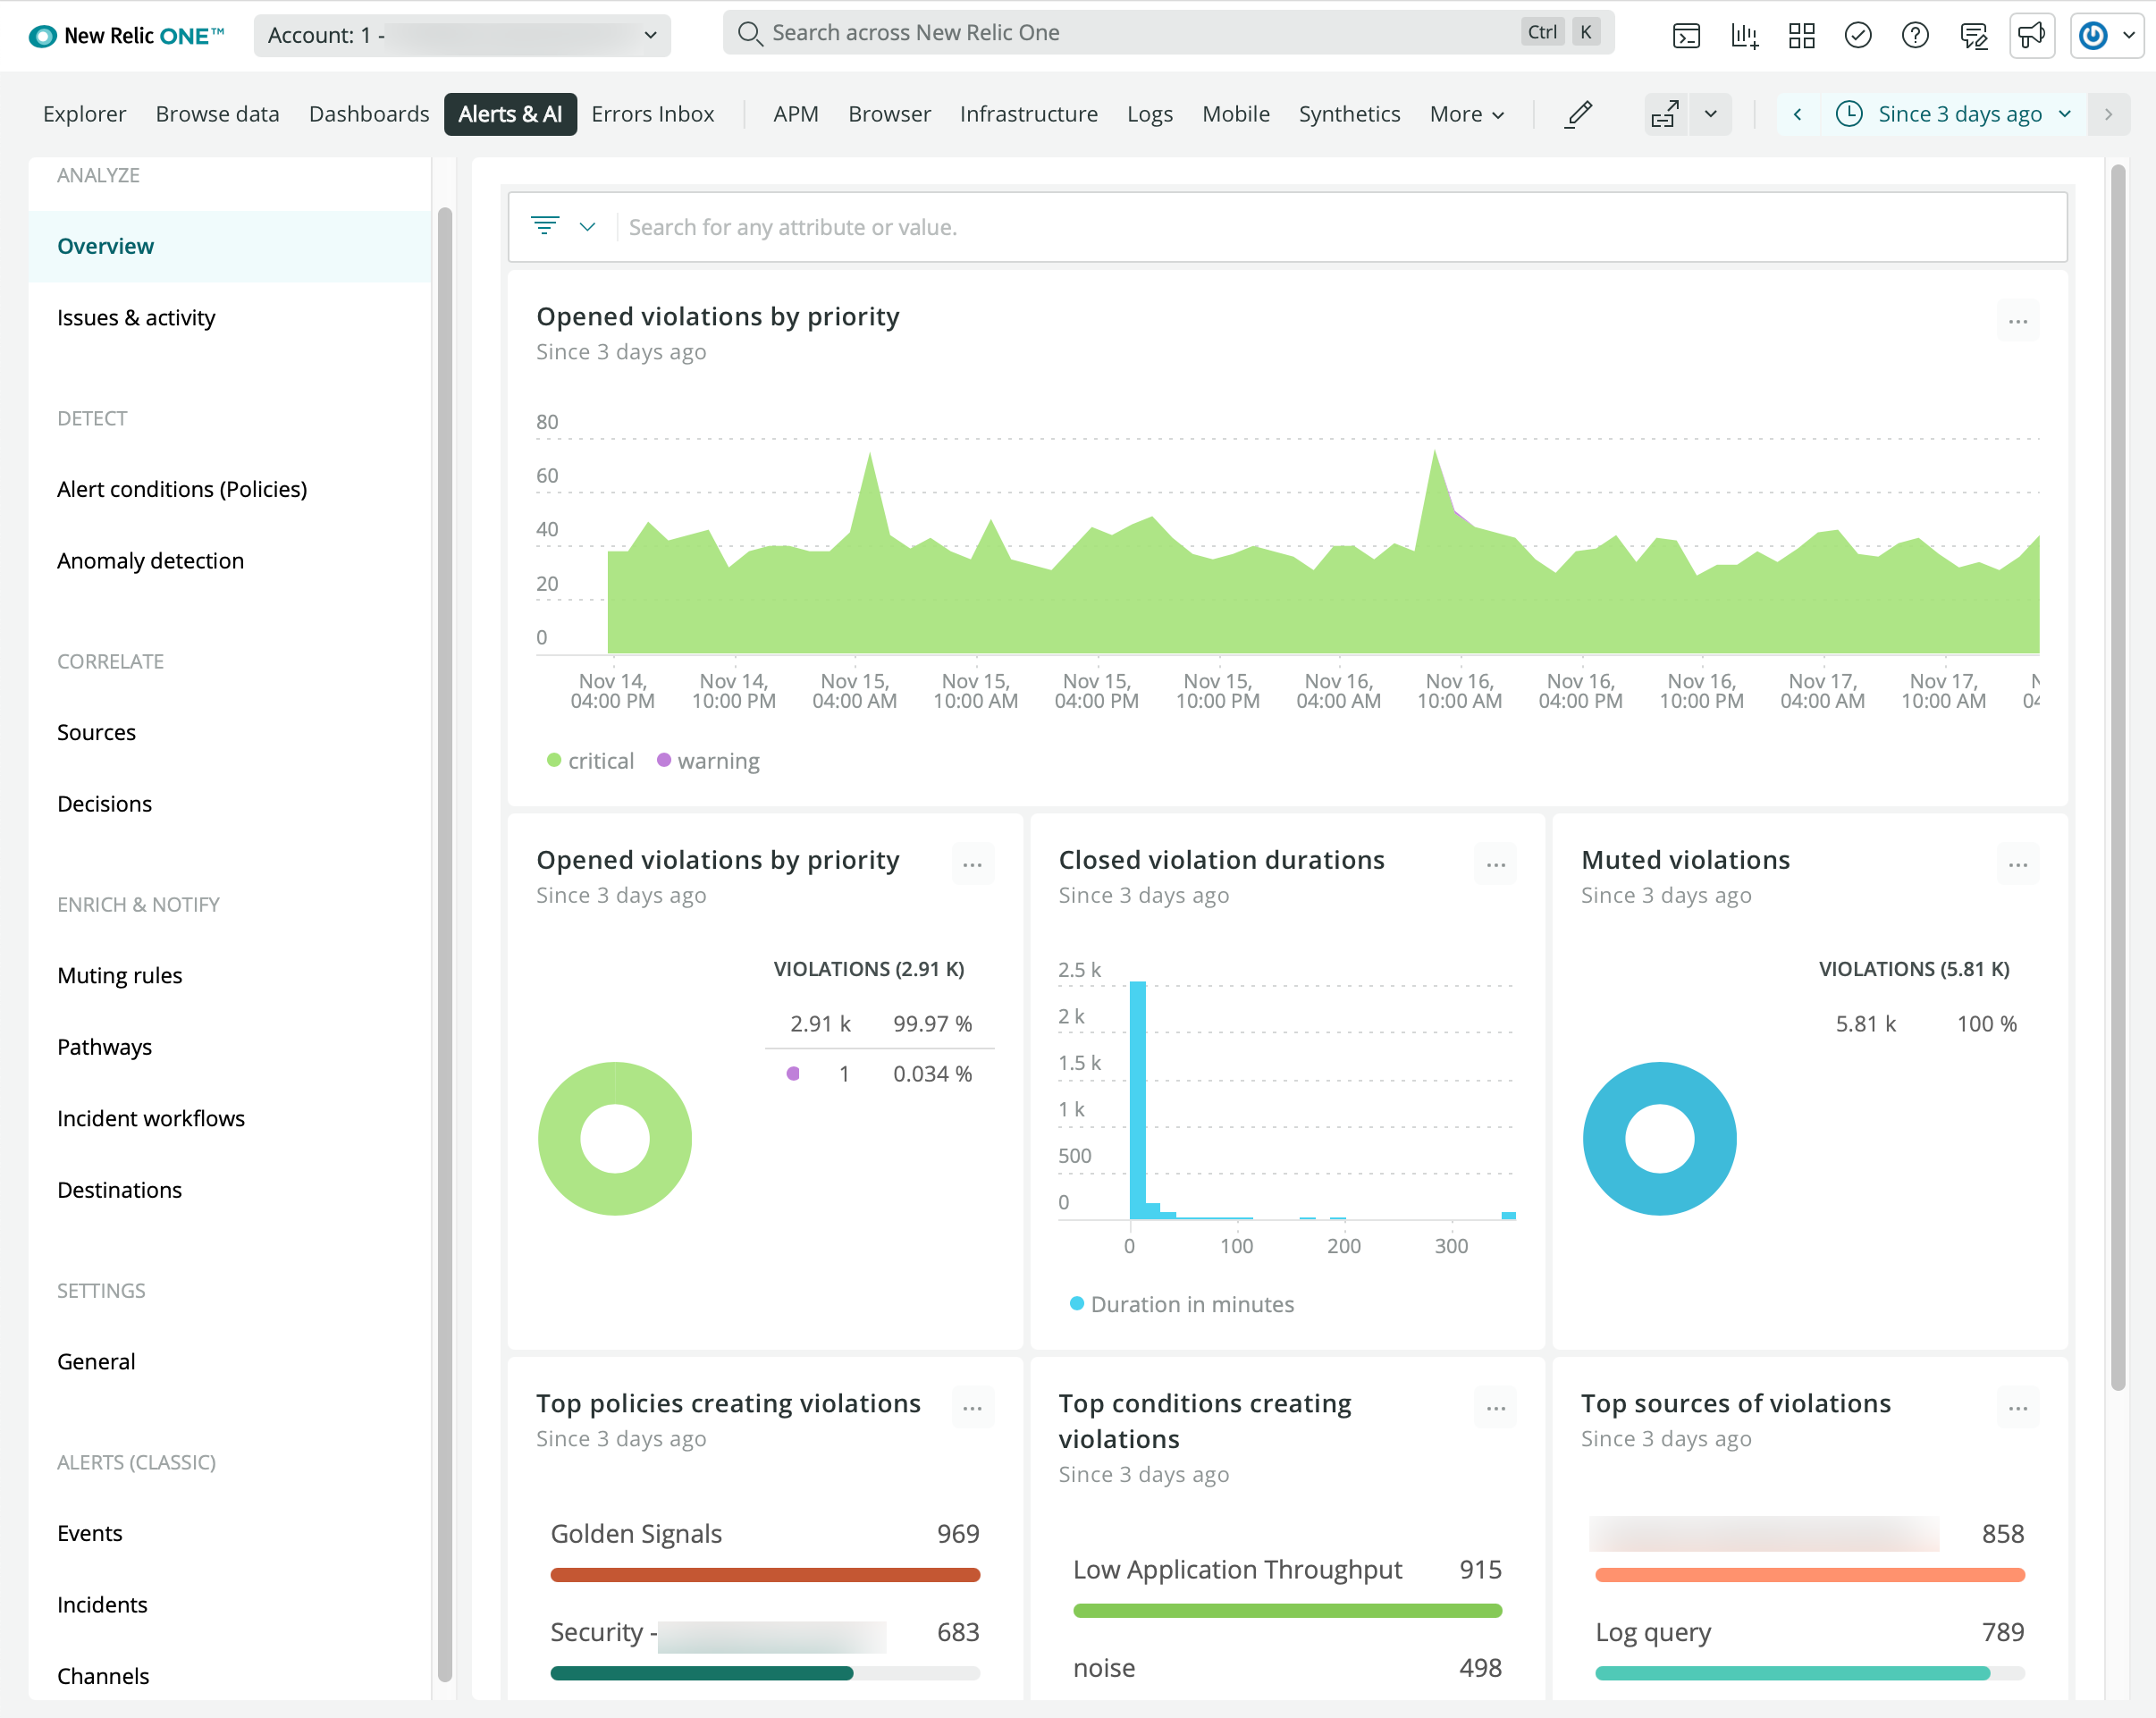 New Relic ONE™
Account: 1 -
Search across New Relic One
Ctrl K
Explorer Browse data Dashboards Alerts & AI Errors Inbox APM Browser Infrastructure Logs Mobile Synthetics More Since 3 days ago
ANALYZE
Overview
Issues & activity
DETECT
Alert conditions (Policies)
Anomaly detection
CORRELATE
Sources
Decisions
ENRICH & NOTIFY
Muting rules
Pathways
Incident workflows
Destinations
SETTINGS
General
ALERTS (CLASSIC)
Events
Incidents
Channels
Search for any attribute or value.
Opened violations by priority
...
Since 3 days ago
80
60
40
20
0
Nov 14, Nov 14, Nov 15, Nov 15, Nov 15, Nov 15, Nov 16, Nov 16, Nov 16, Nov 16, Nov 17, Nov 17,
04:00 PM 10:00 PM 04:00 AM 10:00 AM 04:00 PM 10:00 PM 04:00 AM 10:00 AM 04:00 PM 10:00 PM 04:00 AM 10:00 AM 04
critical warning
Opened violations by priority
...
Since 3 days ago
VIOLATIONS (2.91 K)
2.91 k 99.97 %
1 0.034 %
Closed violation durations
...
Since 3 days ago
2.5 k
2 k
1.5 k
1 k
500
0
0 100 200 300
Duration in minutes
Muted violations
...
Since 3 days ago
VIOLATIONS (5.81 K)
5.81 k 100 %
Top policies creating violations
...
Since 3 days ago
Golden Signals 969
Security - 683
Top conditions creating
violations
...
Since 3 days ago
Low Application Throughput 915
noise 498
Top sources of violations
...
Since 3 days ago
858
Log query 789